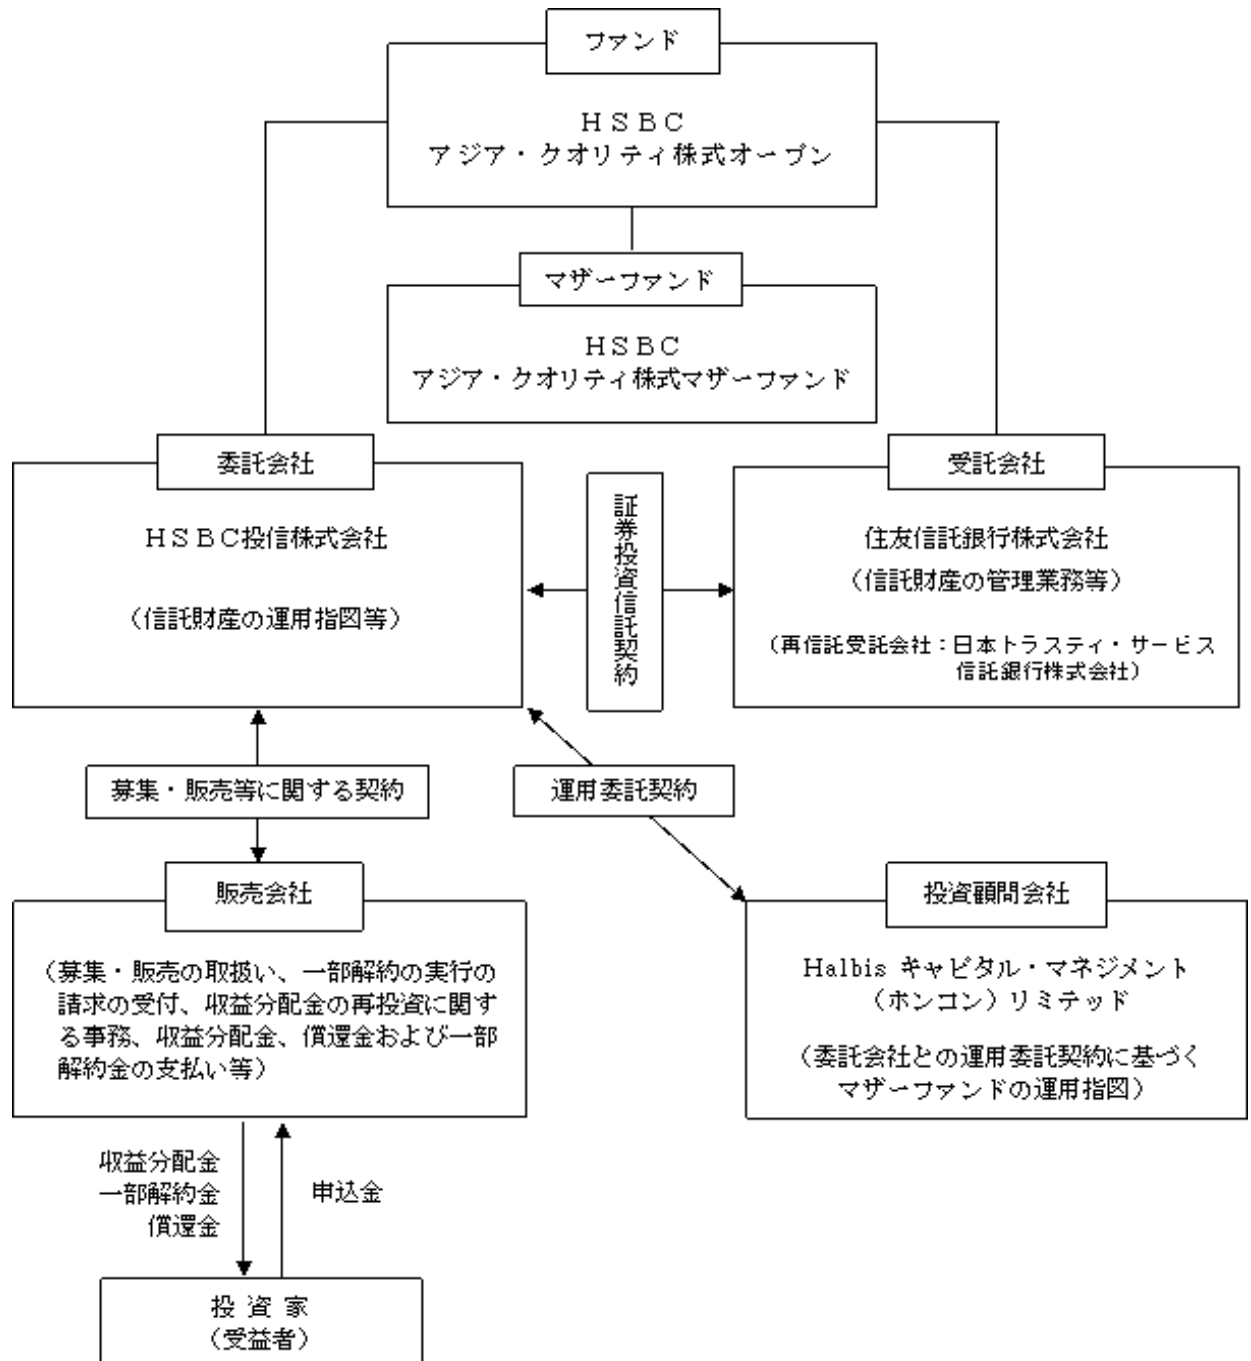 ファンド
ＨＳＢＣ
アジア・クオリティ株式オープン
マザーファンド
ＨＳＢＣ
アジア・クオリティ株式マザーファンド
委託会社
ＨＳＢＣ投信株式会社
（信託財産の運用指図等）
証券投資信託契約
受託会社
住友信託銀行株式会社
（信託財産の管理業務等）
（再信託受託会社：日本トラスティ・サービス
信託銀行株式会社）
募集・販売等に関する契約
運用委託契約
販売会社
（募集・販売の取扱い、一部解約の実行の
請求の受付、収益分配金の再投資に関す
る事務、収益分配金、償還金および一部
解約金の支払い等）
投資顧問会社
Halbis キャピタル・マネジメント
（ホンコン）リミテッド
（委託会社との運用委託契約に基づく
マザーファンドの運用指図）
収益分配金
一部解約金
償還金
申込金
投 資 家
（受益者）